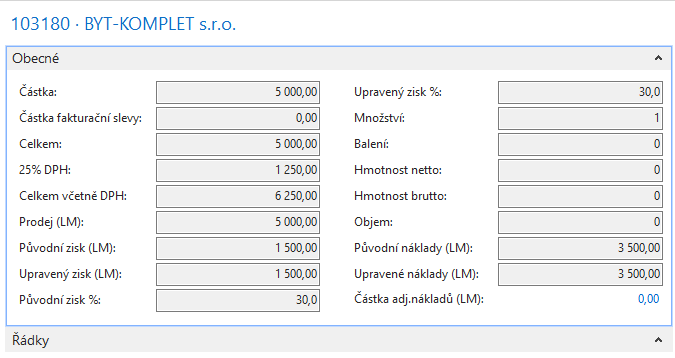 103180 · BYT-KOMPLET s.r.o.
Obecné
Částka: 5 000,00
Částka fakturační slevy: 0,00
Celkem: 5 000,00
25% DPH: 1 250,00
Celkem včetně DPH: 6 250,00
Prodej (LM): 5 000,00
Původní zisk (LM): 1 500,00
Upravený zisk (LM): 1 500,00
Původní zisk %: 30,0
Upravený zisk %: 30,0
Množství: 1
Balení: 0
Hmotnost netto: 0
Hmotnost brutto: 0
Objem: 0
Původní náklady (LM): 3 500,00
Upravené náklady (LM): 3 500,00
Částka adj.nákladů (LM): 0,00
Řádky